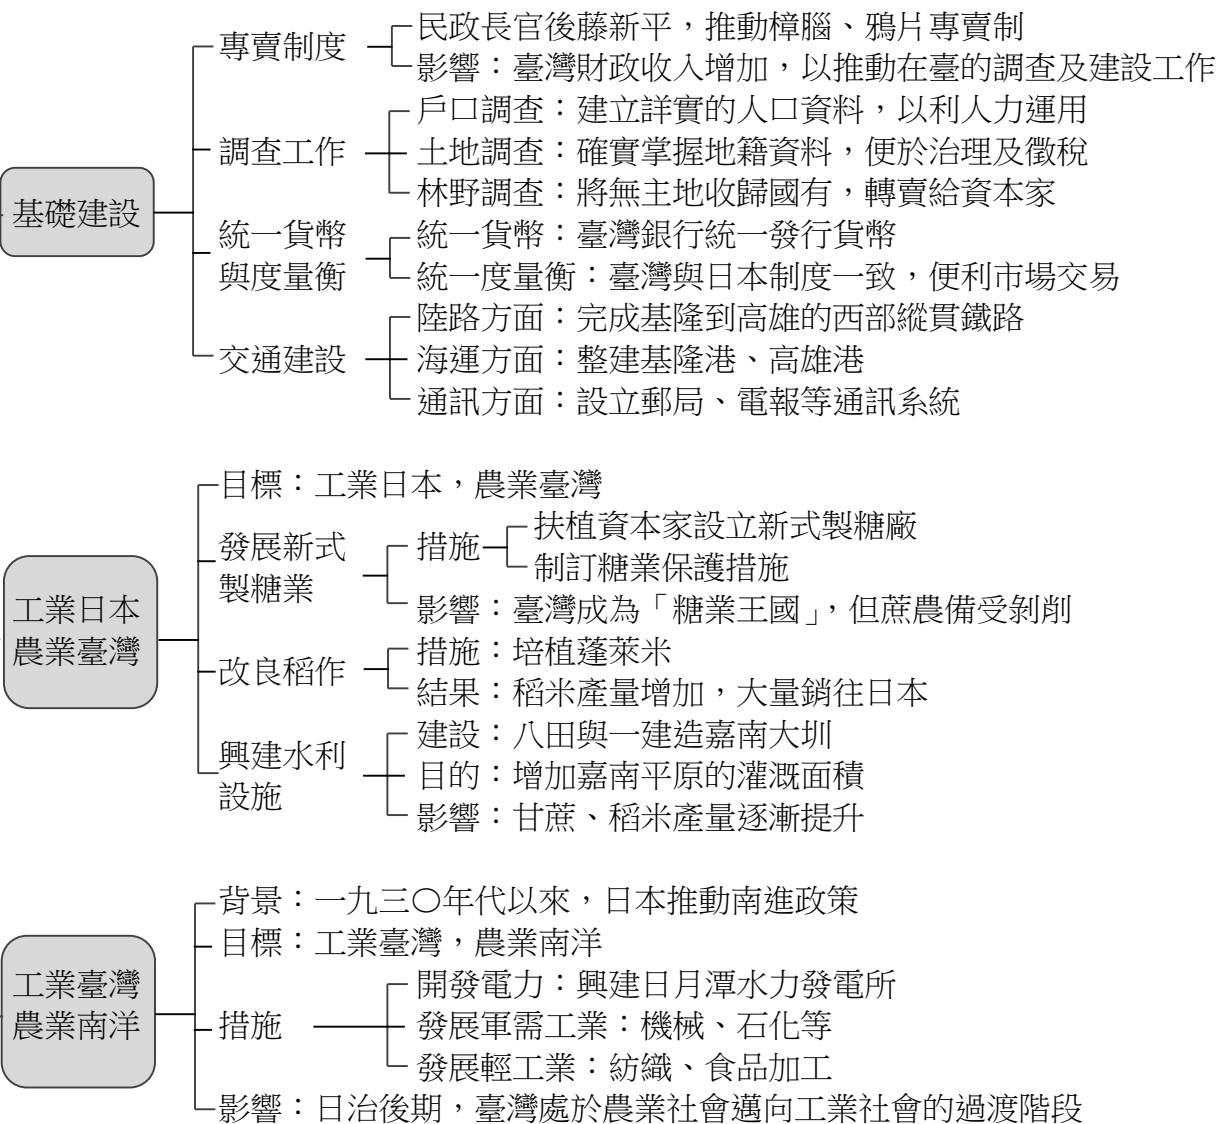 基礎建設
專賣制度
民政長官後藤新平，推動樟腦、鴉片專賣制
影響：臺灣財政收入增加，以推動在臺的調查及建設工作
調查工作
戶口調查：建立詳實的人口資料，以利人力運用
土地調查：確實掌握地籍資料，便於治理及徵稅
林野調查：將無主地收歸國有，轉賣給資本家
統一貨幣
與度量衡
統一貨幣：臺灣銀行統一發行貨幣
統一度量衡：臺灣與日本制度一致，便利市場交易
交通建設
陸路方面：完成基隆到高雄的西部縱貫鐵路
海運方面：整建基隆港、高雄港
通訊方面：設立郵局、電報等通訊系統
工業日本
農業臺灣
目標：工業日本，農業臺灣
發展新式
製糖業
措施
扶植資本家設立新式製糖廠
制訂糖業保護措施
影響：臺灣成為「糖業王國」，但蔗農備受剝削
改良稻作
措施：培植蓬萊米
結果：稻米產量增加，大量銷往日本
興建水利
設施
建設：八田與一建造嘉南大圳
目的：增加嘉南平原的灌溉面積
影響：甘蔗、稻米產量逐漸提升
工業臺灣
農業南洋
背景：一九三〇年代以來，日本推動南進政策
目標：工業臺灣，農業南洋
措施
開發電力：興建日月潭水力發電所
發展軍需工業：機械、石化等
發展輕工業：紡織、食品加工
影響：日治後期，臺灣處於農業社會邁向工業社會的過渡階段